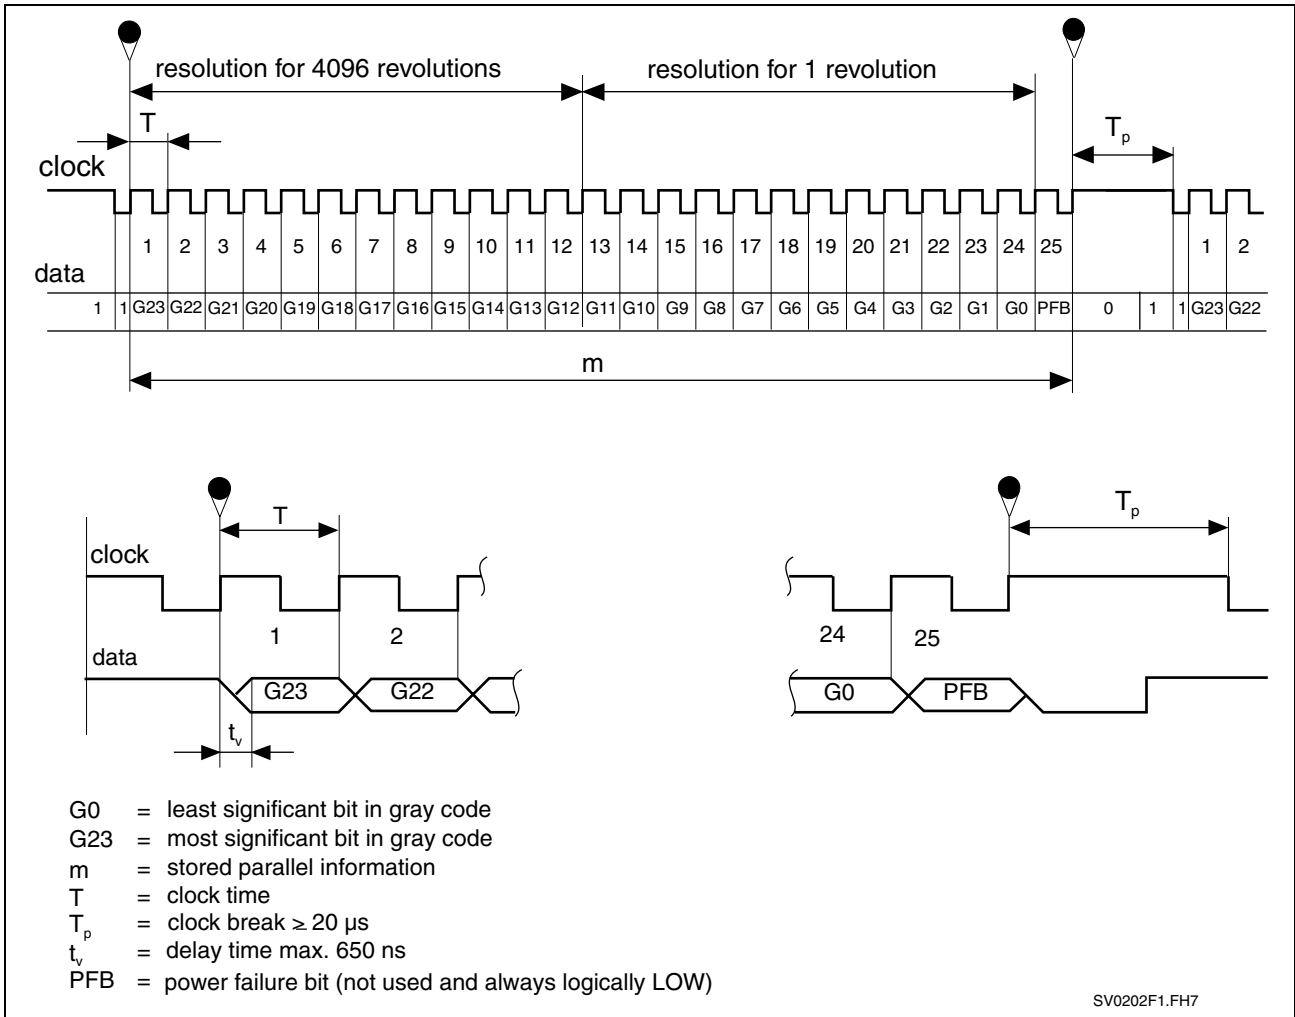 resolution for 4096 revolutions resolution for 1 revolution
T Tp
clock
1 2 3 4 5 6 7 8 9 10 11 12 13 14 15 16 17 18 19 20 21 22 23 24 25 1 2
data
1 1 G23 G22 G21 G20 G19 G18 G17 G16 G15 G14 G13 G12 G11 G10 G9 G8 G7 G6 G5 G4 G3 G2 G1 G0 PFB 0 1 1 G23 G22
m
T Tp
clock
1 2 24 25
data
G23 G22 G0 PFB
tv
G0 = least significant bit in gray code
G23 = most significant bit in gray code
m = stored parallel information
T = clock time
Tp = clock break ≥ 20 µs
tv = delay time max. 650 ns
PFB = power failure bit (not used and always logically LOW)
SV0202F1.FH7